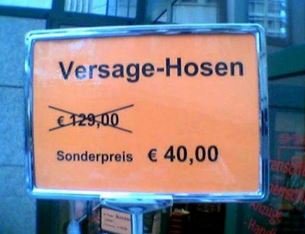 Versage-Hosen
€ 129,00
Sonderpreis € 40,00